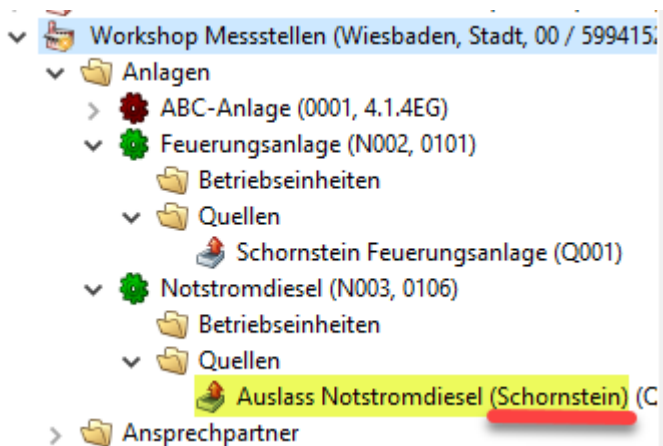 Workshop Messstellen (Wiesbaden, Stadt, 00 / 5994152
Anlagen
ABC-Anlage (0001, 4.1.4EG)
Feuerungsanlage (N002, 0101)
Betriebseinheiten
Quellen
Schornstein Feuerungsanlage (Q001)
Notstromdiesel (N003, 0106)
Betriebseinheiten
Quellen
Auslass Notstromdiesel (Schornstein) (Q
Ansprechpartner